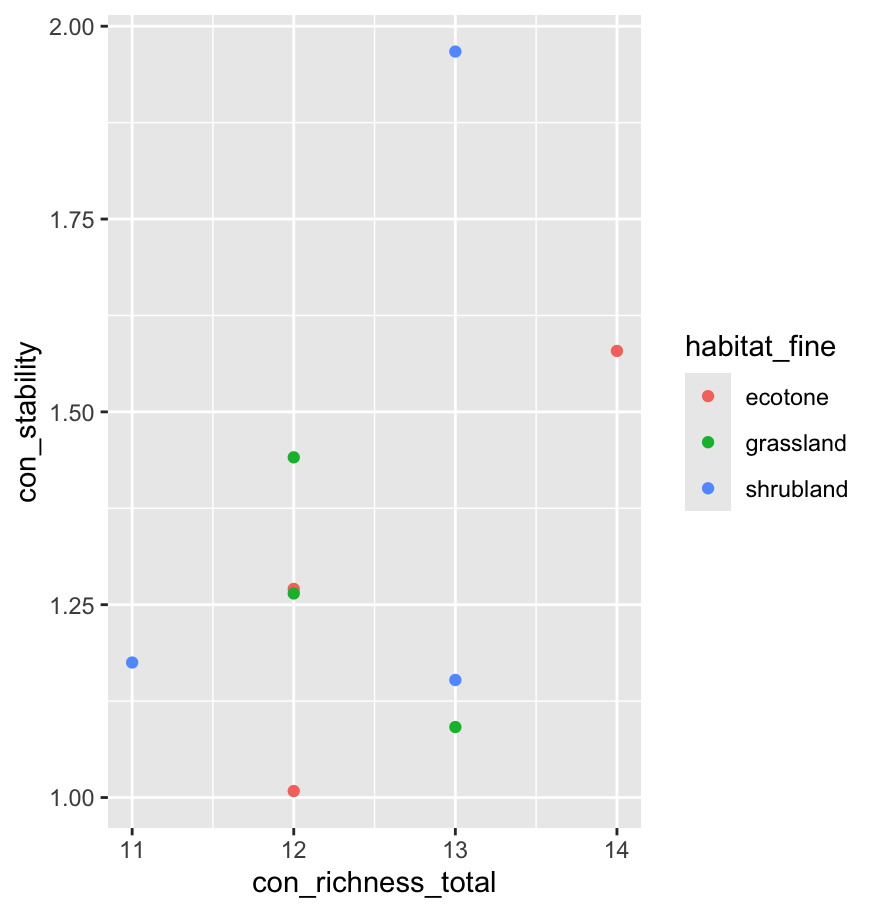 2.00
1.75
1.50
1.25
1.00
con_stability
11 12 13 14
con_richness_total
habitat_fine
ecotone
grassland
shrubland